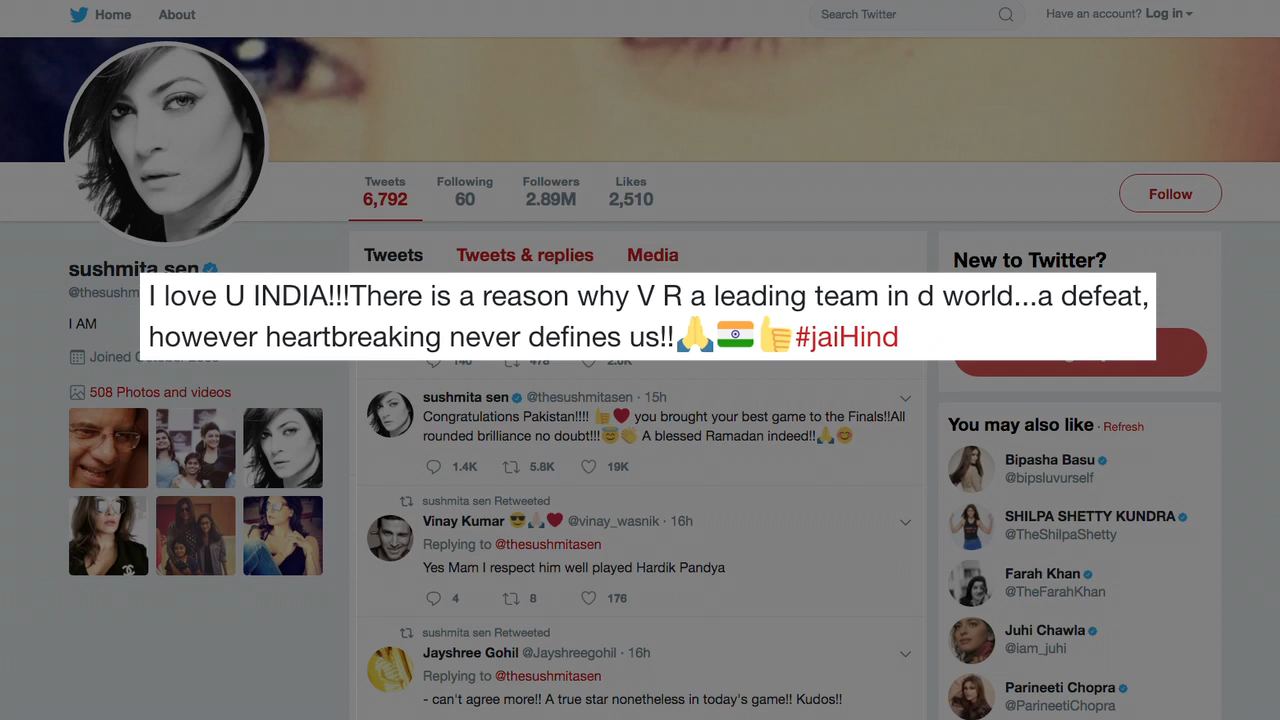 Home About Search Twitter Have an account? Log in
Tweets Following Followers Likes
6,792 60 2.89M 2,510
Follow
Tweets Tweets & replies Media
New to Twitter?
sushmita sen
@thesushm
I love U INDIA!!!There is a reason why V R a leading team in d world...a defeat,
however heartbreaking never defines us!!🙏🇮🇳👍#jaiHind
I AM
Joined October
508 Photos and videos
sushmita sen @thesushmitasen · 15h
Congratulations Pakistan!!!! 👍❤️ you brought your best game to the Finals!!All
rounded brilliance no doubt!!!😇👏 A blessed Ramadan indeed!!🙏😊
1.4K 5.8K 19K
sushmita sen Retweeted
Vinay Kumar 😎🙏❤️ @vinay_wasnik · 16h
Replying to @thesushmitasen
Yes Mam I respect him well played Hardik Pandya
4 8 176
sushmita sen Retweeted
Jayshree Gohil @Jayshreegohil · 16h
Replying to @thesushmitasen
- can't agree more!! A true star nonetheless in today's game!! Kudos!!
You may also like · Refresh
Bipasha Basu
@bipsluvurself
SHILPA SHETTY KUNDRA
@TheShilpaShetty
Farah Khan
@TheFarahKhan
Juhi Chawla
@iam_juhi
Parineeti Chopra
@ParineetiChopra